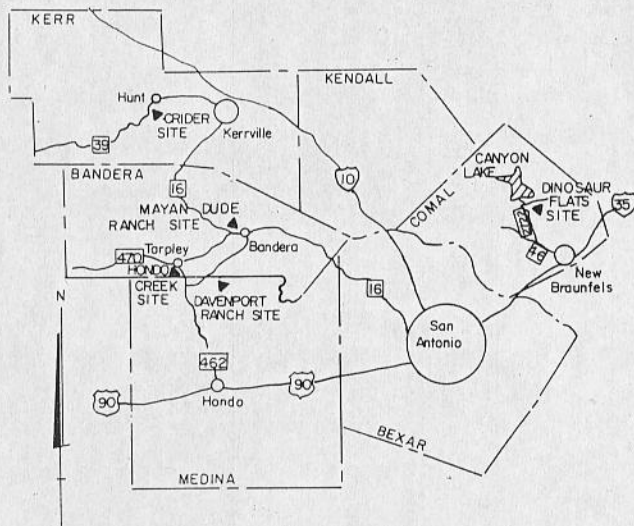 KERR
KENDALL
Hunt
CRIDER
SITE
Kerrville
39
BANDERA
16
10
COMAL
CANYON
LAKE
DINOSAUR
FLATS
SITE
35
46
New
Braunfels
MAYAN DUDE
RANCH SITE
Bandera
470
Tarpley
HONDO
CREEK
SITE
DAVENPORT
RANCH SITE
16
N
San
Antonio
462
90
Hondo
90
BEXAR
MEDINA